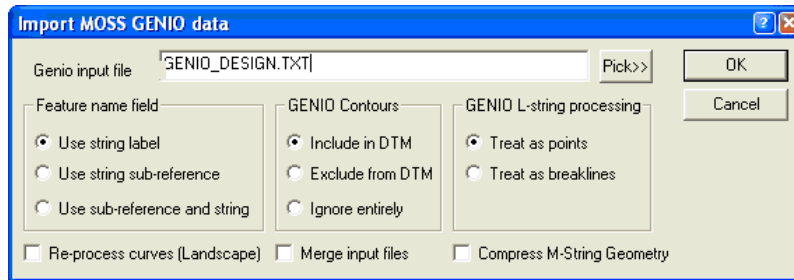 Import MOSS GENIO data
Genio input file GENIO_DESIGN.TXT Pick>> OK
Cancel
Feature name field GENIO Contours GENIO L-string processing
Use string label Include in DTM Treat as points
Use string sub-reference Exclude from DTM Treat as breaklines
Use sub-reference and string Ignore entirely
Re-process curves (Landscape) Merge input files Compress M-String Geometry